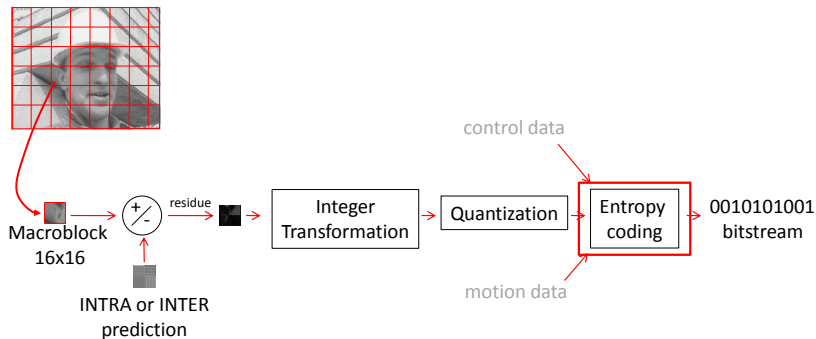 control data
residue
+
-
Integer
Transformation
Quantization
Entropy
coding
0010101001
bitstream
Macroblock
16x16
motion data
INTRA or INTER
prediction